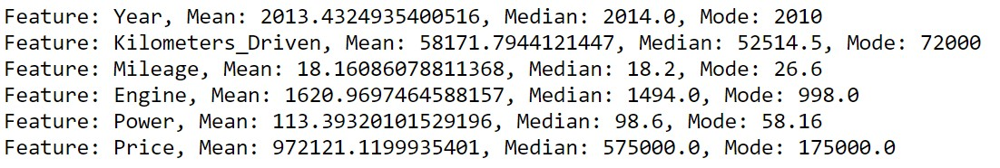 Feature: Year, Mean: 2013.4324935400516, Median: 2014.0, Mode: 2010
Feature: Kilometers_Driven, Mean: 58171.7944121447, Median: 52514.5, Mode: 72000
Feature: Mileage, Mean: 18.16086078811368, Median: 18.2, Mode: 26.6
Feature: Engine, Mean: 1620.9697464588157, Median: 1494.0, Mode: 998.0
Feature: Power, Mean: 113.39320101529196, Median: 98.6, Mode: 58.16
Feature: Price, Mean: 972121.1199935401, Median: 575000.0, Mode: 175000.0